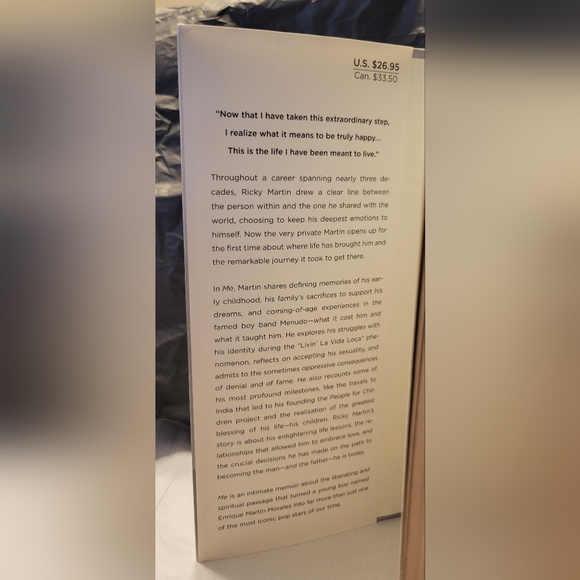 U.S. $26.95
Can. $33.50
"Now that I have taken this extraordinary step,
I realize what it means to be truly happy...
This is the life I have been meant to live."
Throughout a career spanning nearly three de-
cades, Ricky Martin drew a clear line between
the person within and the one he shared with the
world, choosing to keep his deepest emotions to
himself. Now the very private Martin opens up for
the first time about where life has brought him and
the remarkable journey it took to get there.
In Me, Martin shares defining memories of his ear-
ly childhood, his family's sacrifices to support his
dreams, and coming-of-age experiences in the
famed boy band Menudo—what it cost him and
what it taught him. He explores his struggles with
his identity during the "Livin' La Vida Loca" phe-
nomenon, reflects on accepting his sexuality, and
admits to the sometimes oppressive consequences
of denial and of fame. He also recounts some of
his most profound milestones, like the travels to
India that led to his founding the People for Chil-
dren project and the realization of the greatest
blessing of his life—his children. Ricky Martin's
story is about his enlightening life lessons, the re-
lationships that allowed him to embrace love, and
the crucial decisions he has made on the path to
becoming the man—and the father—he is today.
Me is an intimate memoir about the liberating and
spiritual passage that turned a young boy named
Enrique Martin Morales into far more than just one
of the most iconic pop stars of our time.